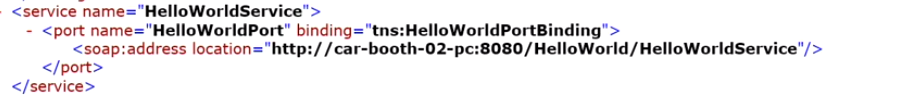 <service name="HelloWorldService">
- <port name="HelloWorldPort" binding="tns:HelloWorldPortBinding">
<soap:address location="http://car-booth-02-pc:8080/HelloWorld/HelloWorldService"/>
</port>
</service>